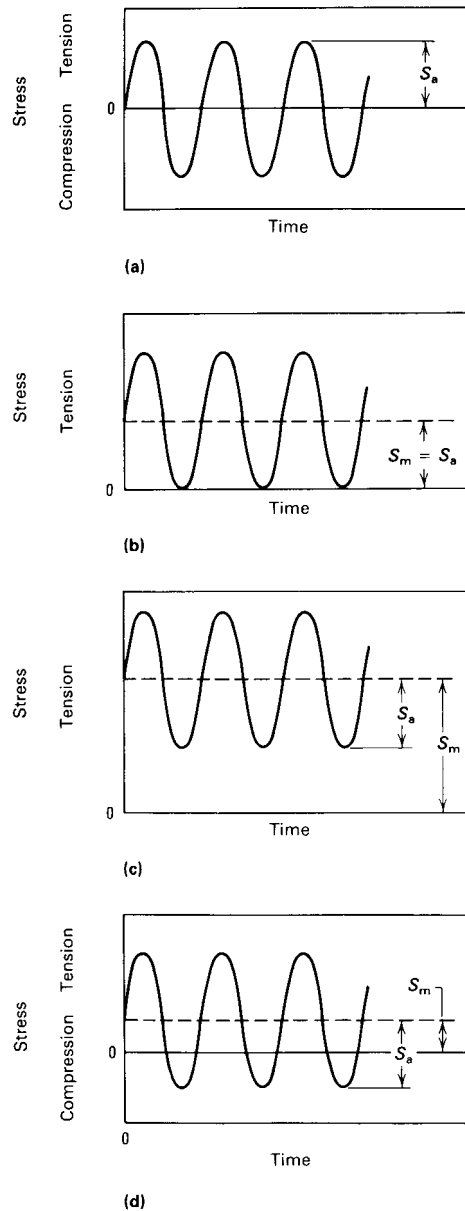 Tension
Compression
Stress
0
Sₐ
Time
(a)
Stress
Tension
0
Sₘ = Sₐ
Time
(b)
Stress
Tension
0
Sₐ
Sₘ
Time
(c)
Tension
Compression
Stress
0
Sₘ
Sₐ
0
Time
(d)